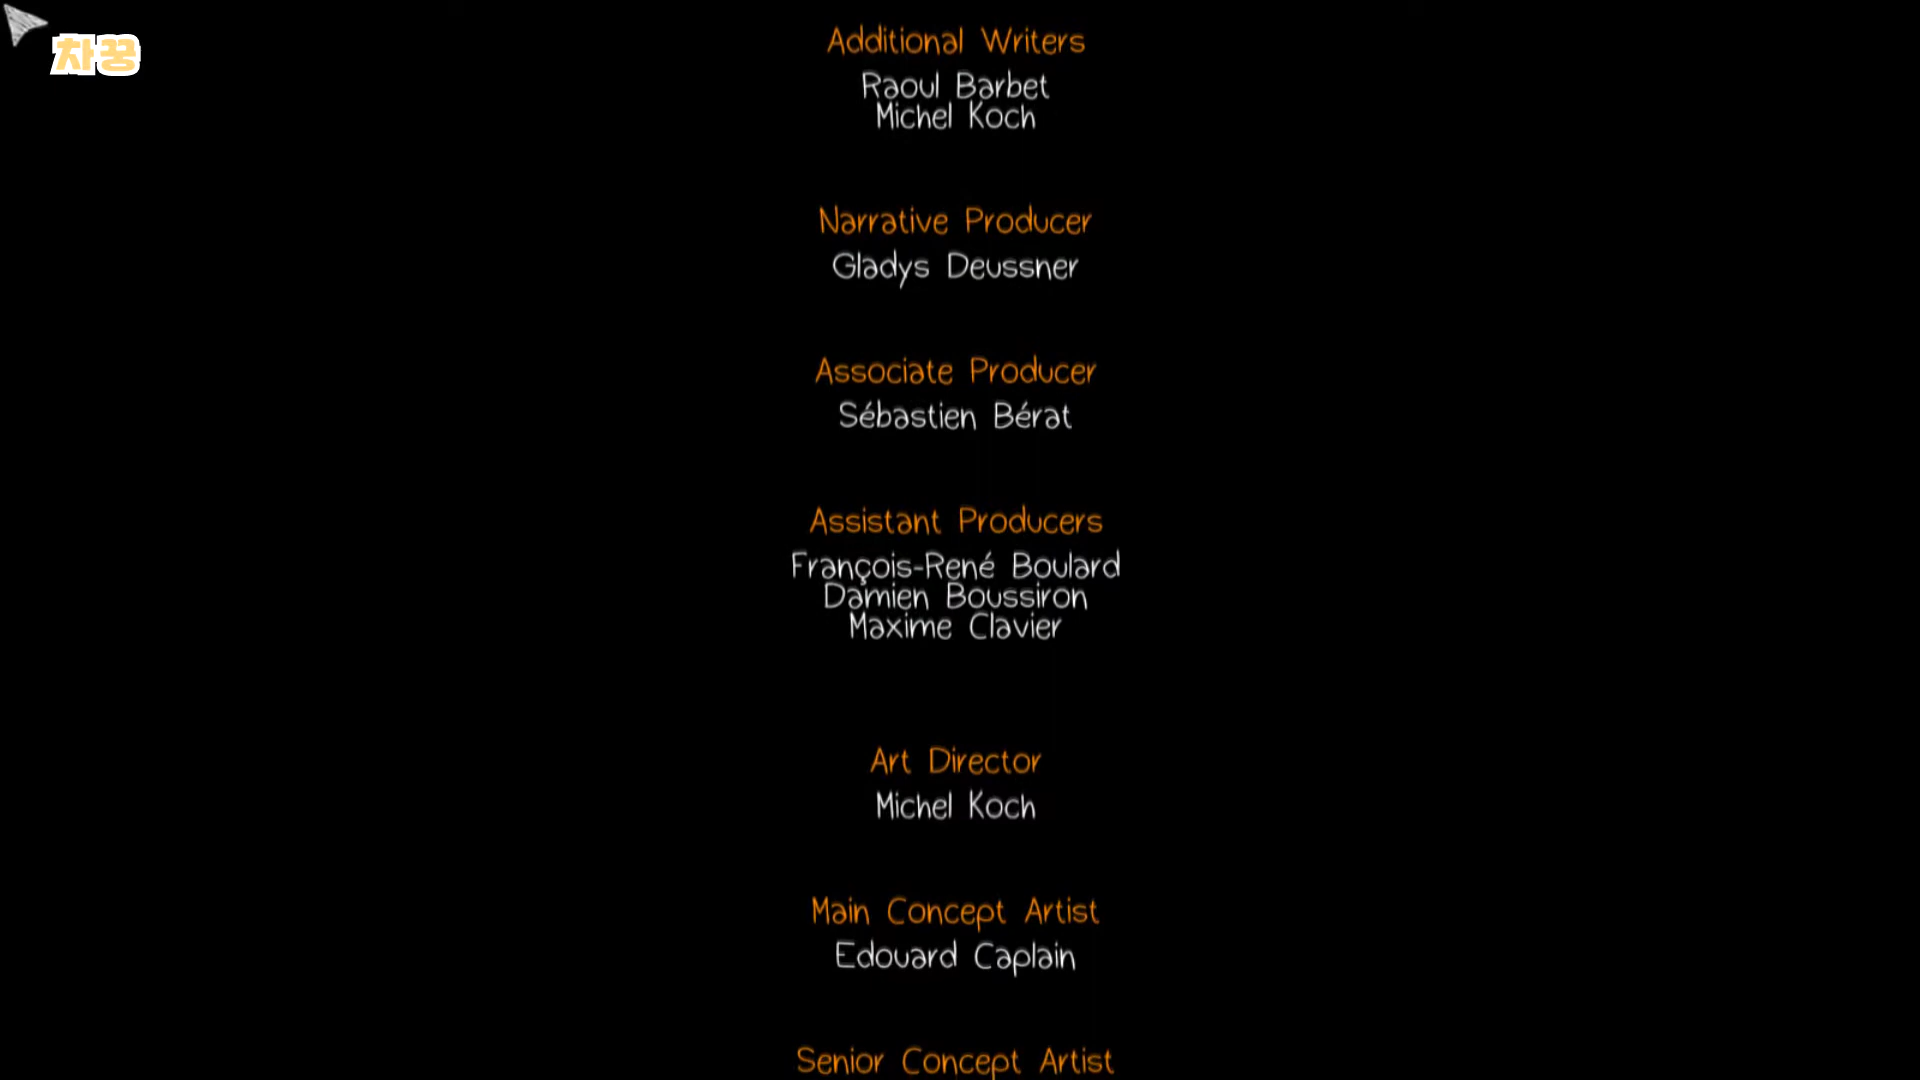 차꿍
Additional Writers
Raoul Barbet
Michel Koch
Narrative Producer
Gladys Deussner
Associate Producer
Sébastien Bérat
Assistant Producers
François-René Boulard
Damien Boussiron
Maxime Clavier
Art Director
Michel Koch
Main Concept Artist
Edouard Caplain
Senior Concept Artist